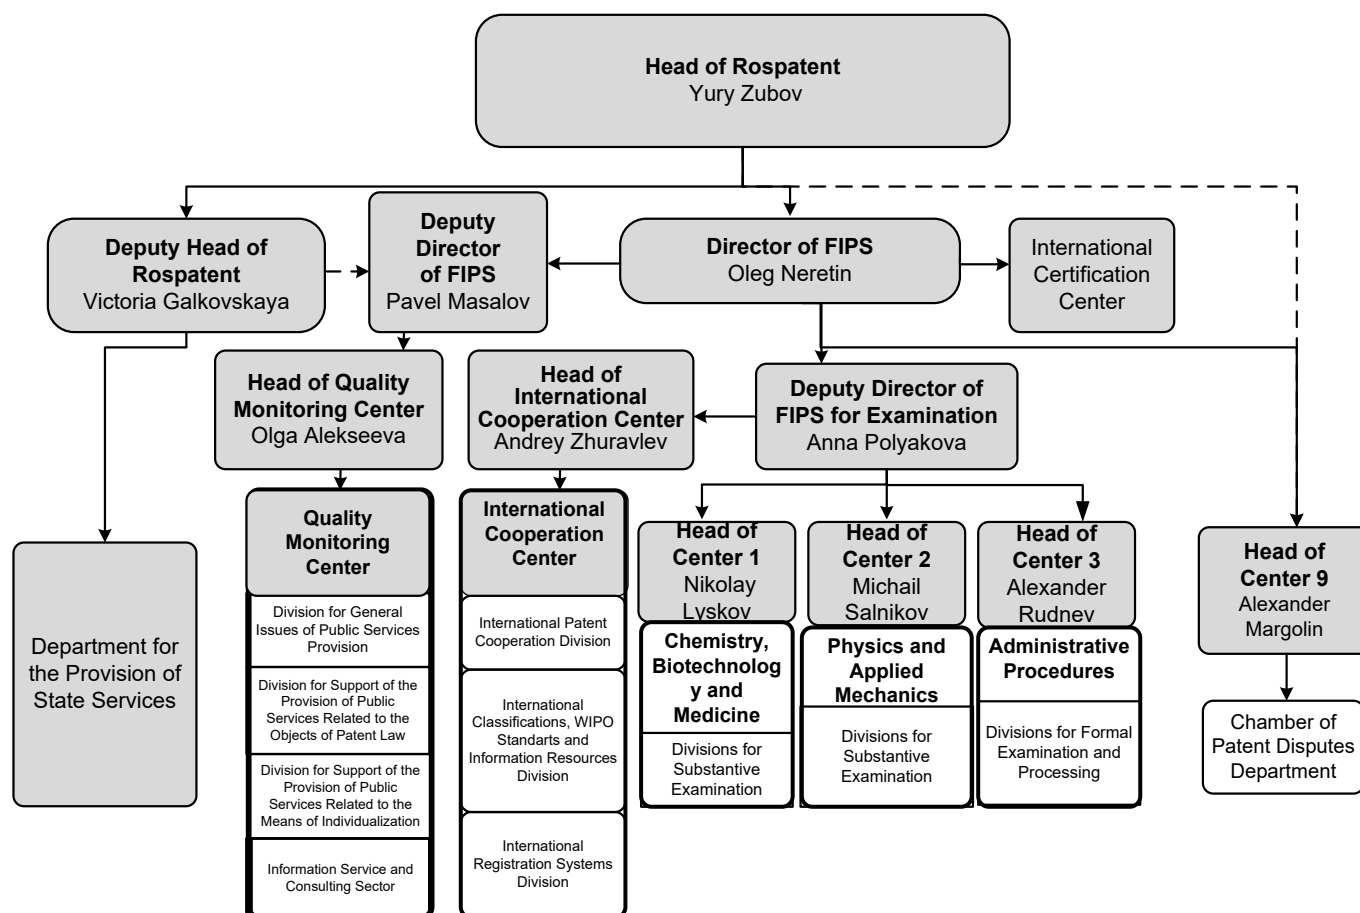 Head of Rospatent
Yury Zubov
Deputy Head of
Rospatent
Victoria Galkovskaya
Deputy
Director
of FIPS
Pavel Masalov
Director of FIPS
Oleg Neretin
International
Certification
Center
Head of Quality
Monitoring Center
Olga Alekseeva
Head of
International
Cooperation Center
Andrey Zhuravlev
Deputy Director of
FIPS for Examination
Anna Polyakova
Department for
the Provision of
State Services
Quality
Monitoring
Center
Division for General
Issues of Public Services
Provision
Division for Support of the
Provision of Public
Services Related to the
Objects of Patent Law
Division for Support of the
Provision of Public
Services Related to the
Means of Individualization
Information Service and
Consulting Sector
International
Cooperation
Center
International Patent
Cooperation Division
International
Classifications, WIPO
Standarts and
Information Resources
Division
International
Registration Systems
Division
Head of
Center 1
Nikolay
Lyskov
Chemistry,
Biotechnolog
y and
Medicine
Divisions for
Substantive
Examination
Head of
Center 2
Michail
Salnikov
Physics and
Applied
Mechanics
Divisions for
Substantive
Examination
Head of
Center 3
Alexander
Rudnev
Administrative
Procedures
Divisions for Formal
Examination and
Processing
Head of
Center 9
Alexander
Margolin
Chamber of
Patent Disputes
Department